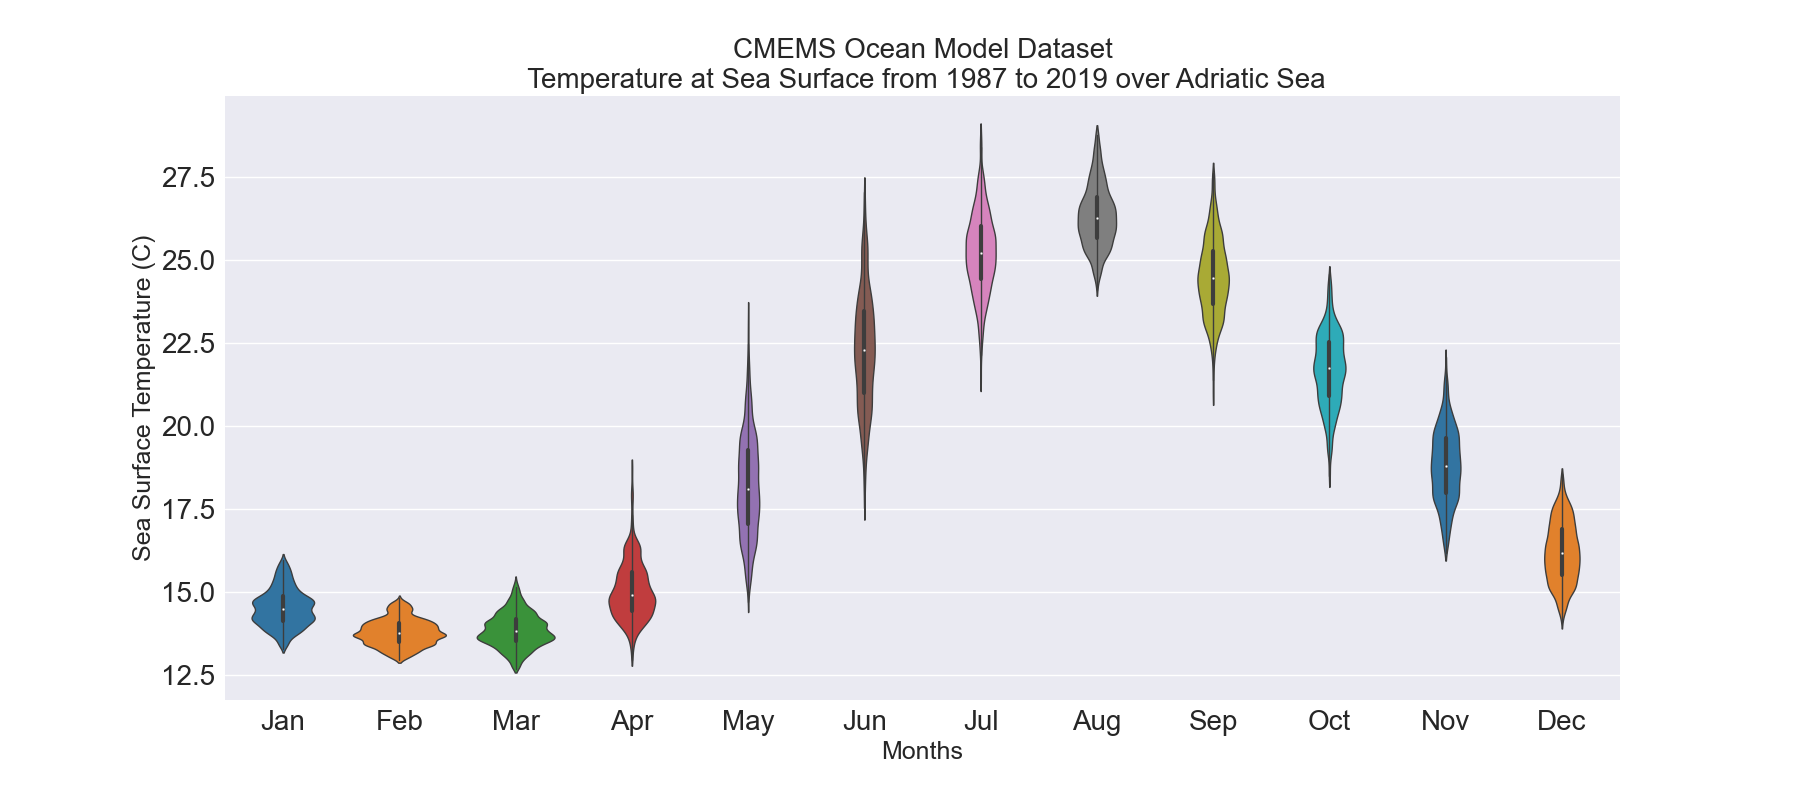 CMEMS Ocean Model Dataset
Temperature at Sea Surface from 1987 to 2019 over Adriatic Sea
Sea Surface Temperature (C)
27.5
25.0
22.5
20.0
17.5
15.0
12.5
Jan Feb Mar Apr May Jun Jul Aug Sep Oct Nov Dec
Months